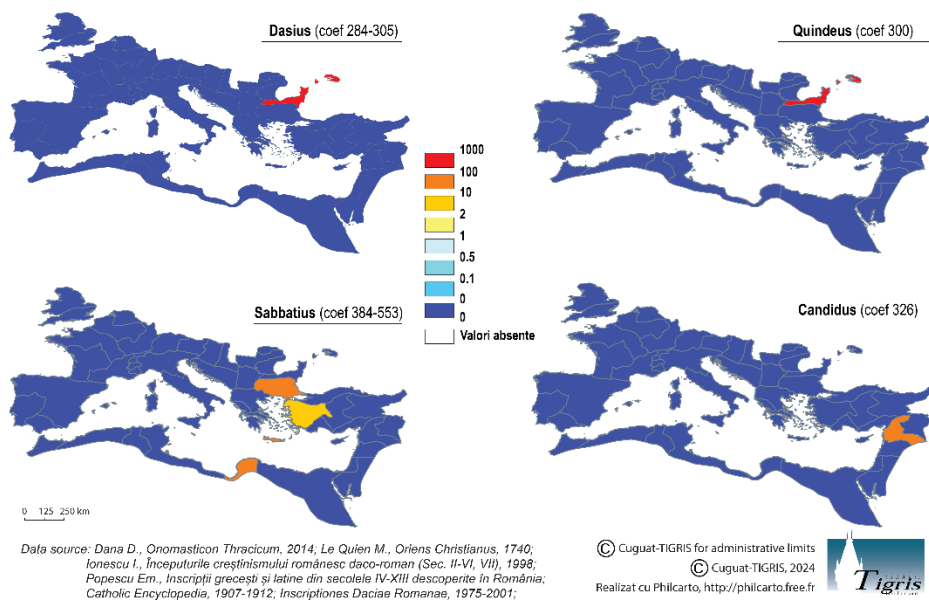 Dasius (coef 284-305)
Quindeus (coef 300)
1000
100
10
2
1
0.5
0.1
0
0
Valori absente
Sabbatius (coef 384-553)
Candidus (coef 326)
0 125 250 km
Data source: Dana D., Onomasticon Thracicum, 2014; Le Quien M., Oriens Christianus, 1740;
Ionescu I., Începuturile creștinismului românesc daco-roman (Sec. II-VI, VII), 1998;
Popescu Em., Inscripții grecești și latine din secolele IV-XIII descoperite în România;
Catholic Encyclopedia, 1907-1912; Inscriptiones Daciae Romanae, 1975-2001;
© Cuguat-TIGRIS for administrative limits
© Cuguat-TIGRIS, 2024
Realizat cu Philcarto, http://philcarto.free.fr
Tigris